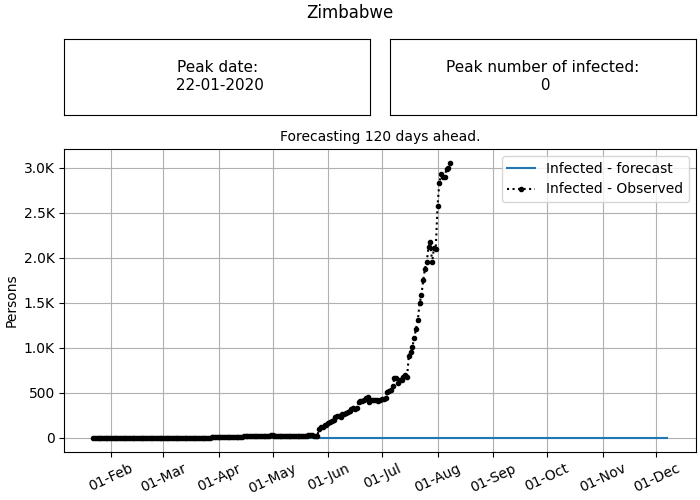 Zimbabwe
Peak date:
22-01-2020
Peak number of infected:
0
Forecasting 120 days ahead.
Infected - forecast
Infected - Observed
Persons
3.0K
2.5K
2.0K
1.5K
1.0K
500
0
01-Feb
01-Mar
01-Apr
01-May
01-Jun
01-Jul
01-Aug
01-Sep
01-Oct
01-Nov
01-Dec